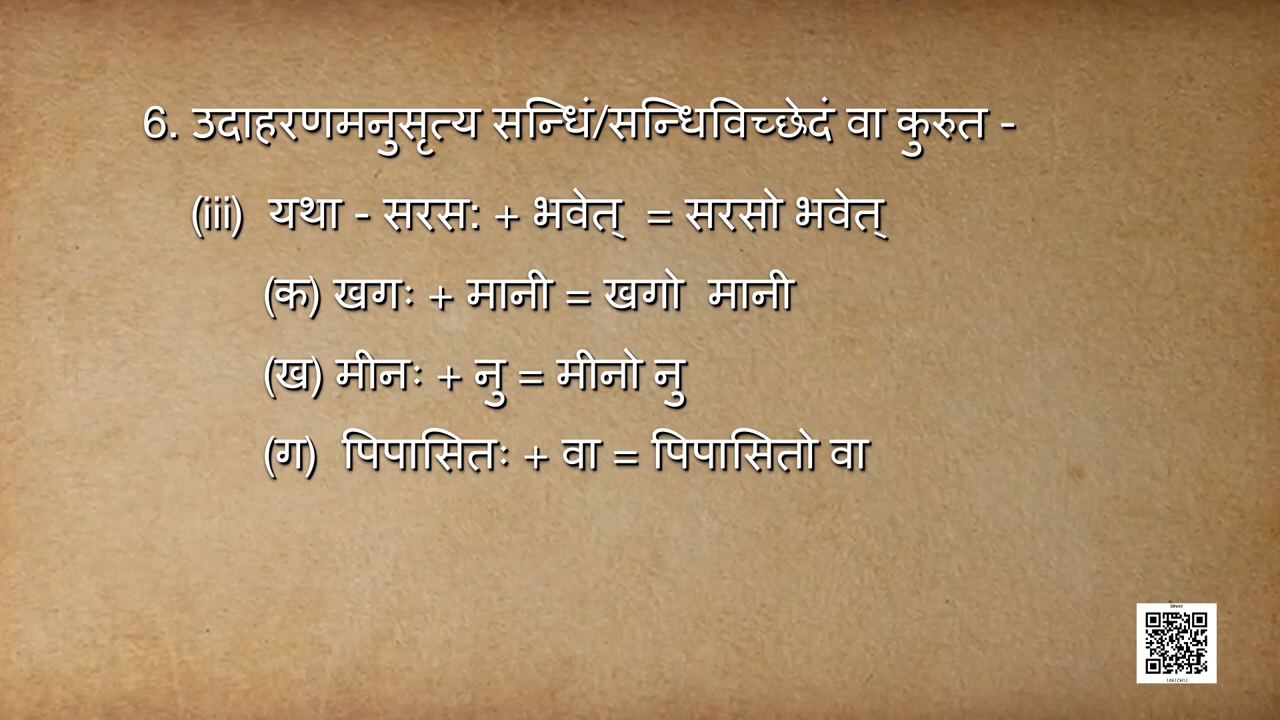 6. उदाहरणमनुसृत्य सन्धिं/सन्धिविच्छेदं वा कुरुत -
(iii) यथा - सरस: + भवेत् = सरसो भवेत्
(क) खगः + मानी = खगो मानी
(ख) मीनः + नु = मीनो नु
(ग) पिपासितः + वा = पिपासितो वा